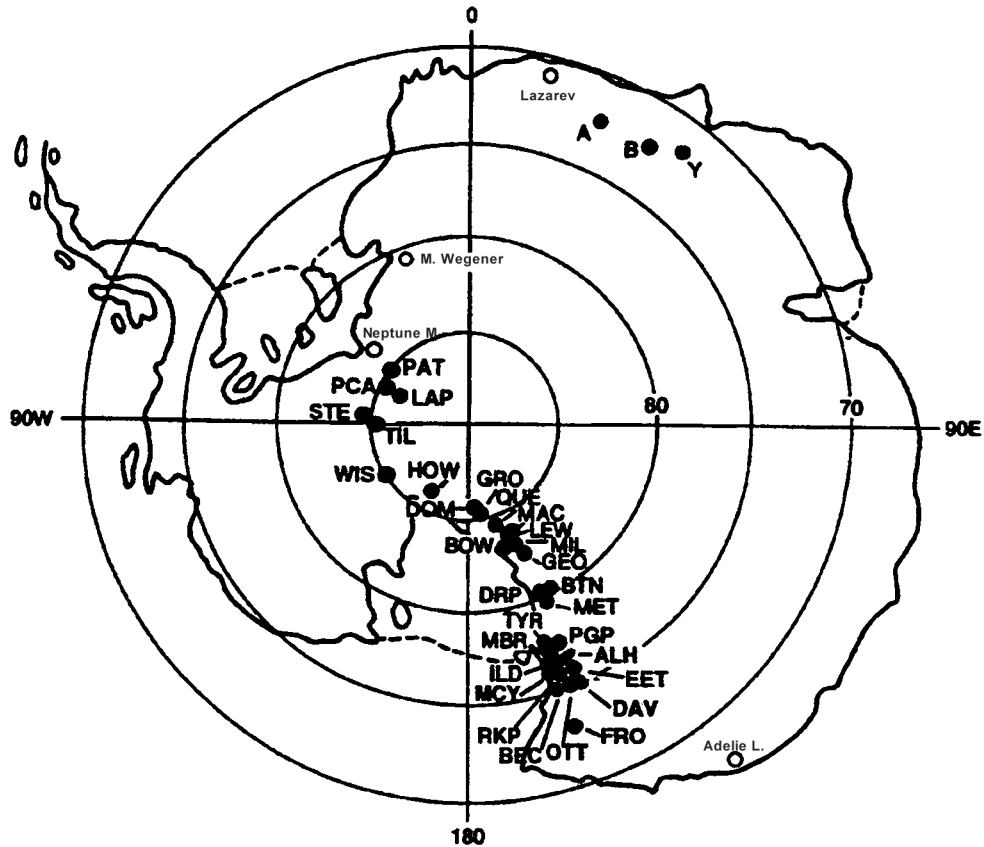 0
Lazarev
A
B
Y
M. Wegener
Neptune M.
PAT
PCA
LAP
STE
80
70
90W
90E
TIL
WIS
HOW
GRO
QUE
DOM
MAC
LEW
BOW
MIL
GEO
BTN
DRP
MET
TYR
MBR
PGP
ALH
ILD
EET
MCY
DAV
RKP
FRO
BEC
OTT
Adelie L.
180